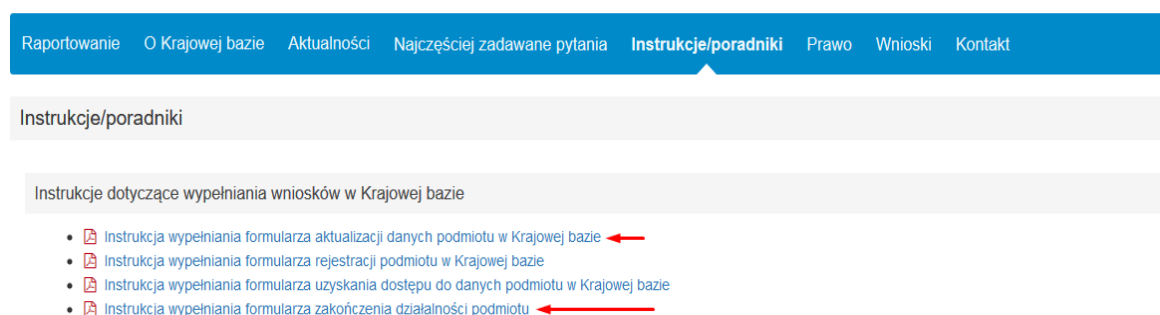 Raportowanie O Krajowej bazie Aktualności Najczęściej zadawane pytania Instrukcje/poradniki Prawo Wnioski Kontakt
Instrukcje/poradniki
Instrukcje dotyczące wypełniania wniosków w Krajowej bazie
Instrukcja wypełniania formularza aktualizacji danych podmiotu w Krajowej bazie
Instrukcja wypełniania formularza rejestracji podmiotu w Krajowej bazie
Instrukcja wypełniania formularza uzyskania dostępu do danych podmiotu w Krajowej bazie
Instrukcja wypełniania formularza zakończenia działalności podmiotu